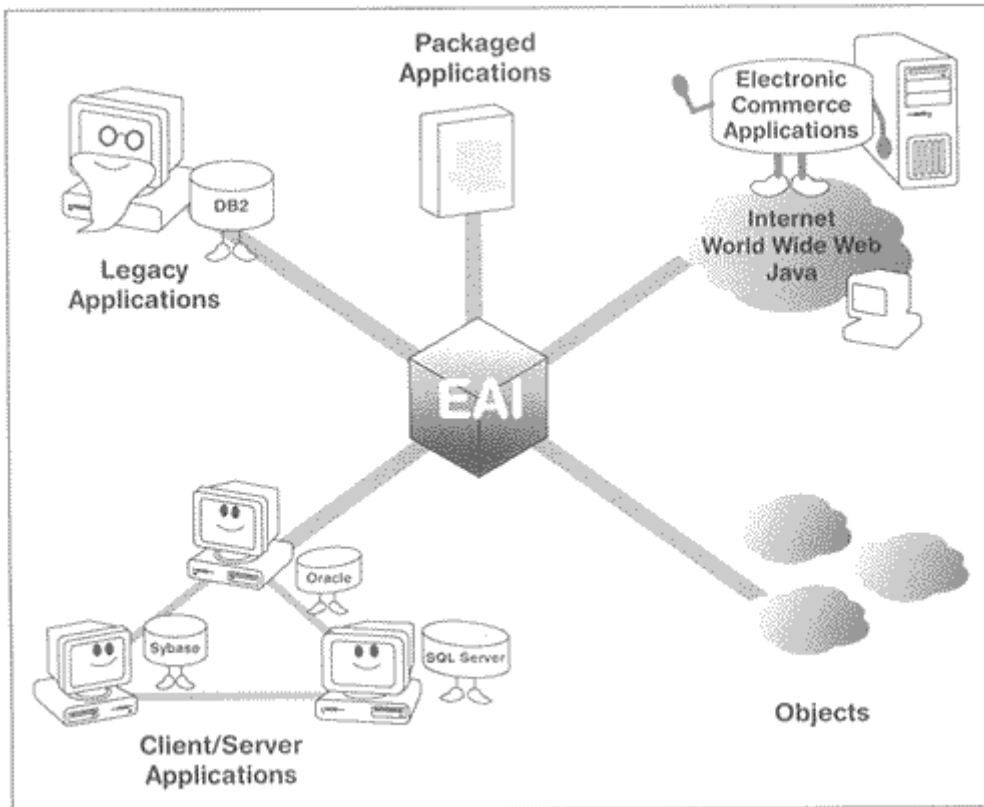 Packaged
Applications
Electronic
Commerce
Applications
DB2
Internet
World Wide Web
Java
Legacy
Applications
EAI
Oracle
Sybase
SQL Server
Objects
Client/Server
Applications